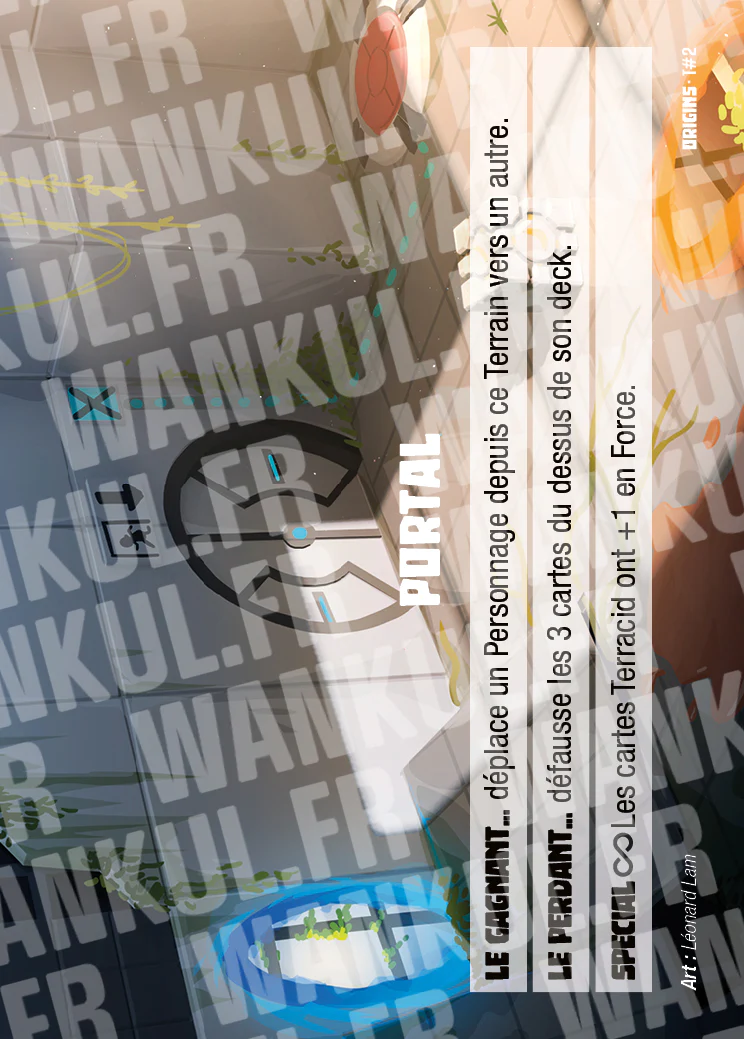 PORTAL
LE GAGNANT... déplace un Personnage depuis ce Terrain vers un autre.
LE PERDANT... défausse les 3 cartes du dessus de son deck.
SPECIAL ∞ Les cartes Terracid ont +1 en Force.
Art : Léonard Lam
ORIGINS · T#2
WANKUL.FR